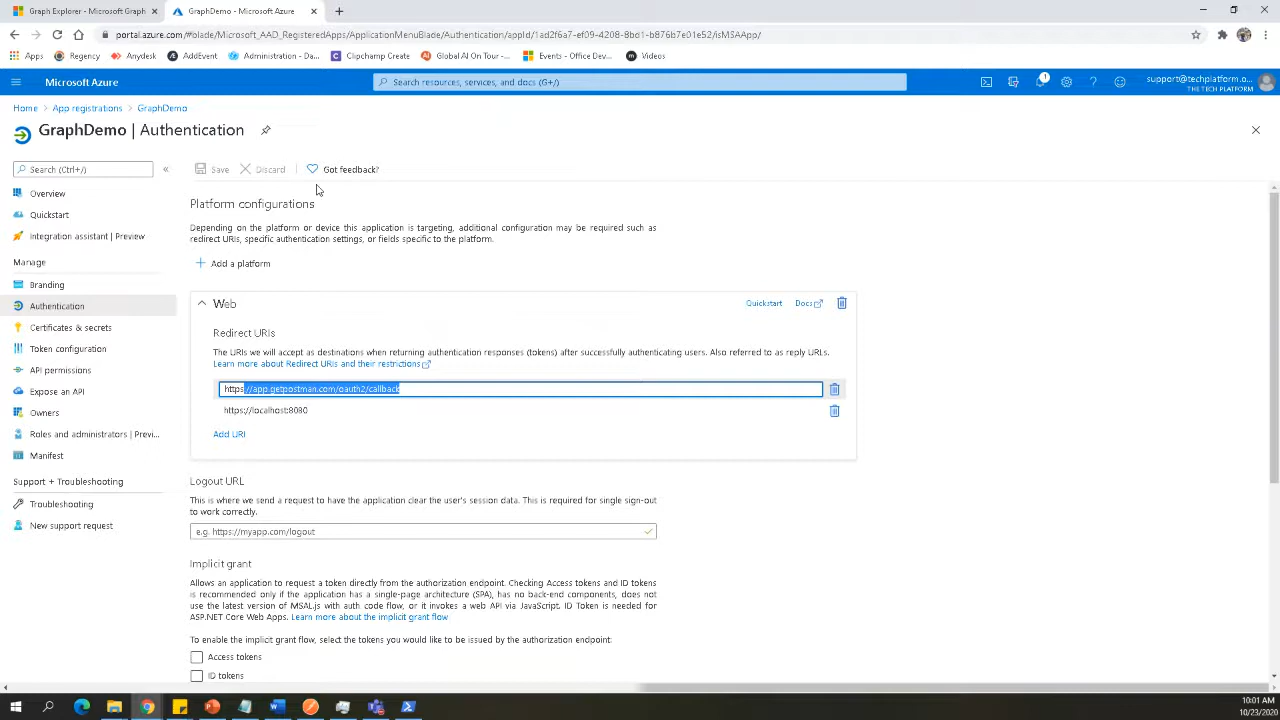 Graph Explorer - Microsoft Graph
GraphDemo - Microsoft Azure
portal.azure.com/#blade/Microsoft_AAD_RegisteredApps/ApplicationMenuBlade/Authentication/appId/1ad2f6a7-ef09-4208-8bd1-b876b7e01e52/isMSAApp/
Apps
Regency
Anydesk
AddEvent
Administration - Da...
Clipchamp Create
Global AI On Tour -...
Events - Office Dev...
Videos
Microsoft Azure
Search resources, services, and docs (G+/)
1
support@techplatform.o...
THE TECH PLATFORM
Home > App registrations > GraphDemo
GraphDemo | Authentication
Search (Ctrl+/)
«
Save
Discard
Got feedback?
Overview
Quickstart
Integration assistant | Preview
Manage
Branding
Authentication
Certificates & secrets
Token configuration
API permissions
Expose an API
Owners
Roles and administrators | Previ...
Manifest
Support + Troubleshooting
Troubleshooting
New support request
Platform configurations
Depending on the platform or device this application is targeting, additional configuration may be required such as
redirect URIs, specific authentication settings, or fields specific to the platform.
Add a platform
Web
Quickstart
Docs
Redirect URIs
The URIs we will accept as destinations when returning authentication responses (tokens) after successfully authenticating users. Also referred to as reply URLs.
Learn more about Redirect URIs and their restrictions
https://app.getpostman.com/oauth2/callback
https://localhost:8080
Add URI
Logout URL
This is where we send a request to have the application clear the user's session data. This is required for single sign-out
to work correctly.
e.g. https://myapp.com/logout
Implicit grant
Allows an application to request a token directly from the authorization endpoint. Checking Access tokens and ID tokens
is recommended only if the application has a single-page architecture (SPA), has no back-end components, does not
use the latest version of MSAL.js with auth code flow, or it invokes a web API via JavaScript. ID Token is needed for
ASP.NET Core Web Apps. Learn more about the implicit grant flow
To enable the implicit grant flow, select the tokens you would like to be issued by the authorization endpoint:
Access tokens
ID tokens
10:01 AM
10/23/2020